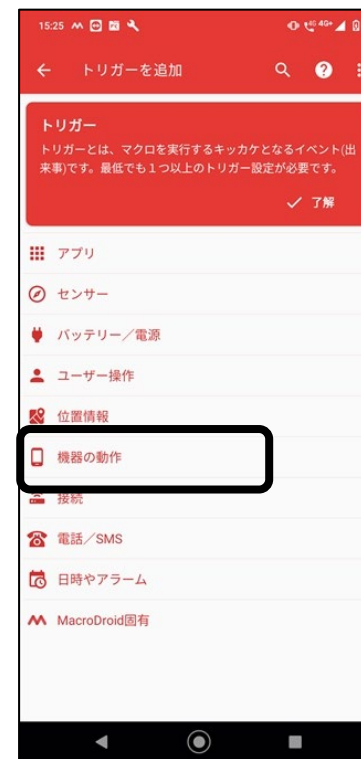 15:25
4G 4G+
トリガーを追加
トリガー
トリガーとは、マクロを実行するキッカケとなるイベント(出
来事)です。最低でも１つ以上のトリガー設定が必要です。
了解
アプリ
センサー
バッテリー／電源
ユーザー操作
位置情報
機器の動作
接続
電話／SMS
日時やアラーム
MacroDroid固有